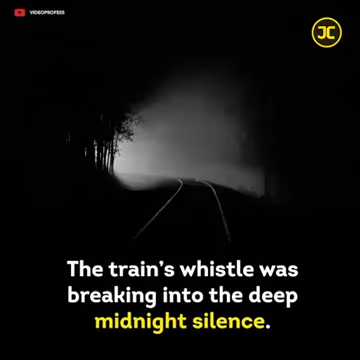 VIDEOPROFESS
JC
The train's whistle was
breaking into the deep
midnight silence.